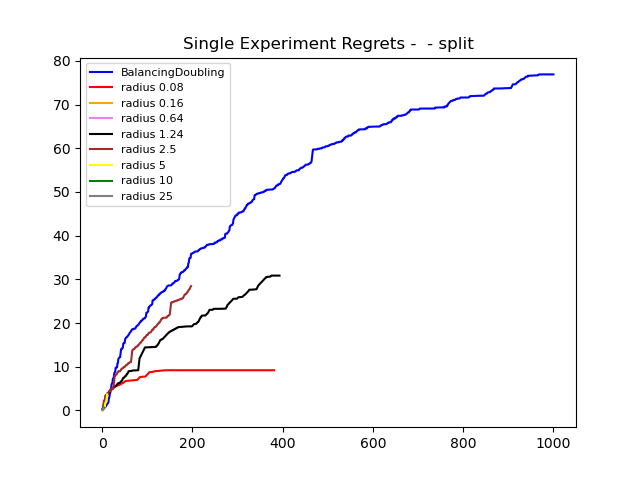 Single Experiment Regrets -  - split
BalancingDoubling
radius 0.08
radius 0.16
radius 0.64
radius 1.24
radius 2.5
radius 5
radius 10
radius 25
80
70
60
50
40
30
20
10
0
0 200 400 600 800 1000